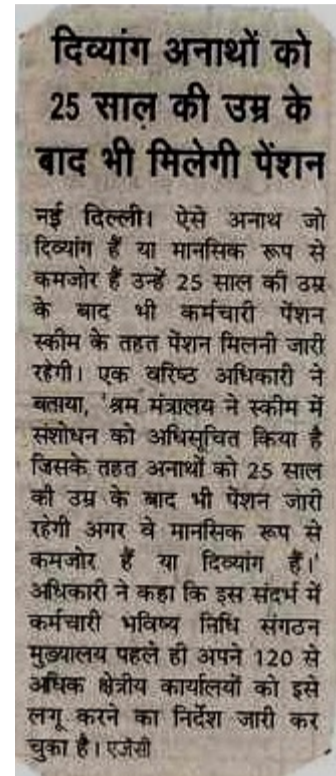 दिव्यांग अनाथों को
25 साल की उम्र के
बाद भी मिलेगी पेंशन
नई दिल्ली। ऐसे अनाथ जो
दिव्यांग हैं या मानसिक रूप से
कमजोर हैं उन्हें 25 साल की उम्र
के बाद भी कर्मचारी पेंशन
स्कीम के तहत पेंशन मिलनी जारी
रहेगी। एक वरिष्ठ अधिकारी ने
बताया, 'श्रम मंत्रालय ने स्कीम में
संशोधन को अधिसूचित किया है
जिसके तहत अनाथों को 25 साल
की उम्र के बाद भी पेंशन जारी
रहेगी अगर वे मानसिक रूप से
कमजोर हैं या दिव्यांग हैं।'
अधिकारी ने कहा कि इस संदर्भ में
कर्मचारी भविष्य निधि संगठन
मुख्यालय पहले ही अपने 120 से
अधिक क्षेत्रीय कार्यालयों को इसे
लगू करने का निर्देश जारी कर
चुका है। एजेंसी